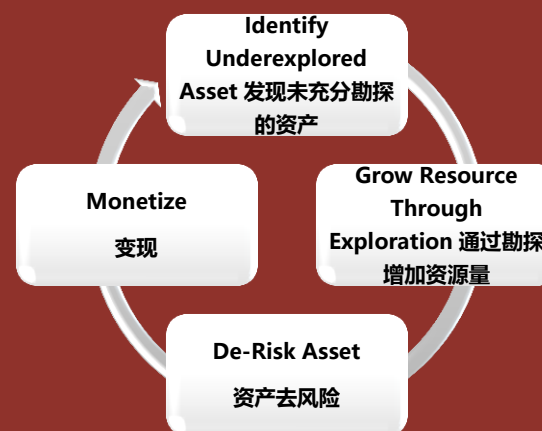 Identify
Underexplored
Asset 发现未充分勘探
的资产
Grow Resource
Through
Exploration 通过勘探
增加资源量
De-Risk Asset
资产去风险
Monetize
变现